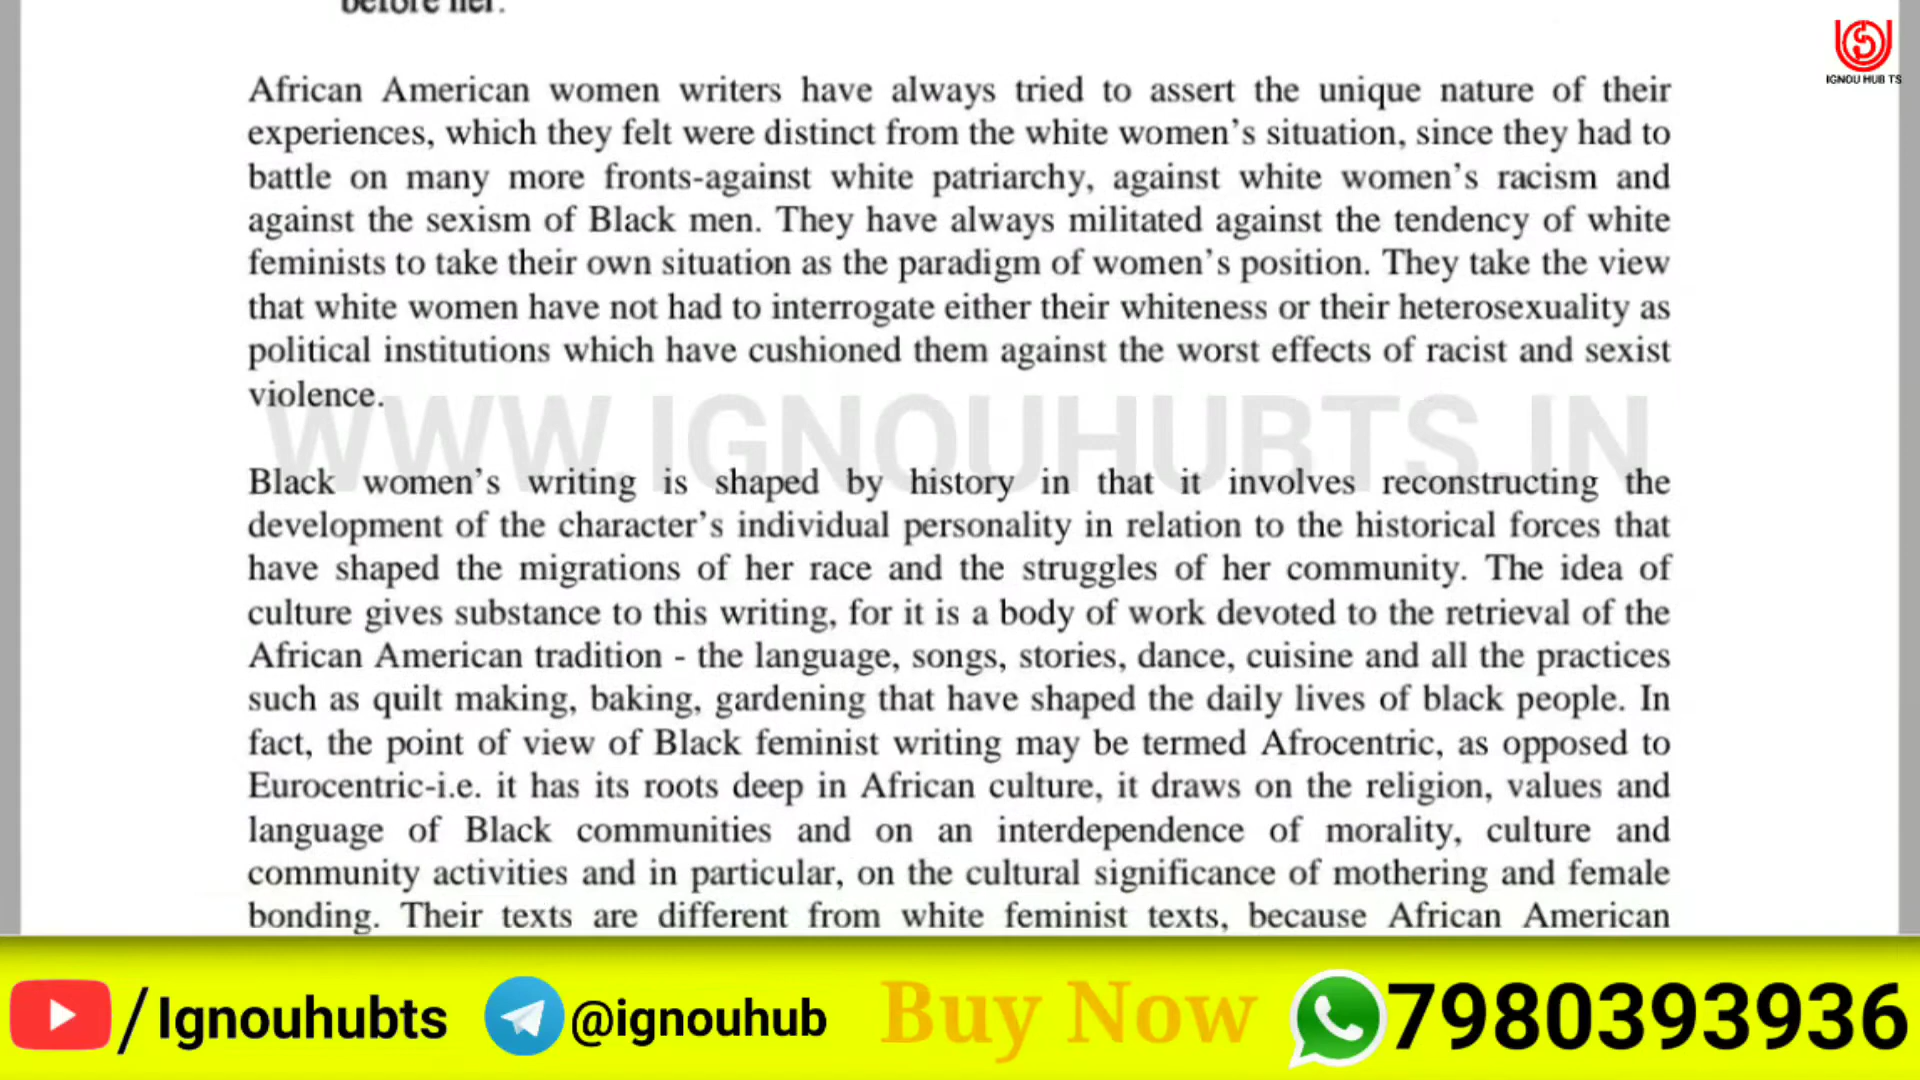 before her.
IGNOU HUB TS
African American women writers have always tried to assert the unique nature of their
experiences, which they felt were distinct from the white women’s situation, since they had to
battle on many more fronts-against white patriarchy, against white women’s racism and
against the sexism of Black men. They have always militated against the tendency of white
feminists to take their own situation as the paradigm of women’s position. They take the view
that white women have not had to interrogate either their whiteness or their heterosexuality as
political institutions which have cushioned them against the worst effects of racist and sexist
violence.
WWW.IGNOUHUBTS.IN
Black women’s writing is shaped by history in that it involves reconstructing the
development of the character’s individual personality in relation to the historical forces that
have shaped the migrations of her race and the struggles of her community. The idea of
culture gives substance to this writing, for it is a body of work devoted to the retrieval of the
African American tradition - the language, songs, stories, dance, cuisine and all the practices
such as quilt making, baking, gardening that have shaped the daily lives of black people. In
fact, the point of view of Black feminist writing may be termed Afrocentric, as opposed to
Eurocentric-i.e. it has its roots deep in African culture, it draws on the religion, values and
language of Black communities and on an interdependence of morality, culture and
community activities and in particular, on the cultural significance of mothering and female
bonding. Their texts are different from white feminist texts, because African American
/Ignouhubts @ignouhub Buy Now 7980393936